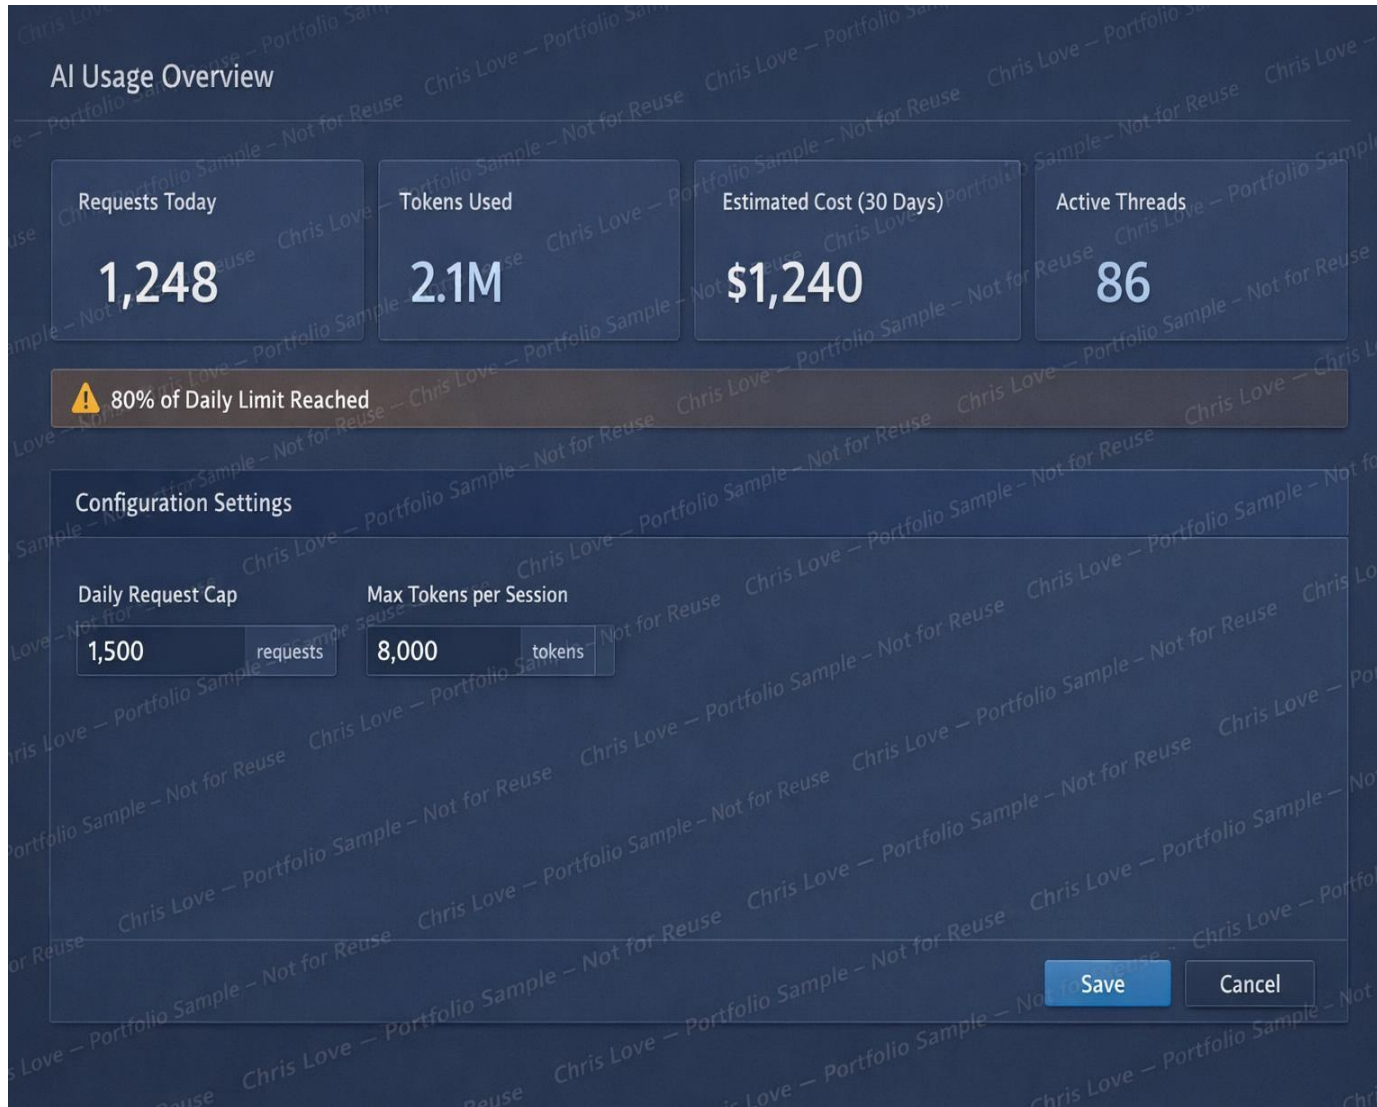 AI Usage Overview
Requests Today
1,248
Tokens Used
2.1M
Estimated Cost (30 Days)
$1,240
Active Threads
86
80% of Daily Limit Reached
Configuration Settings
Daily Request Cap
1,500 requests
Max Tokens per Session
8,000 tokens
Save
Cancel
Chris Love – Portfolio Sample – Not for Reuse